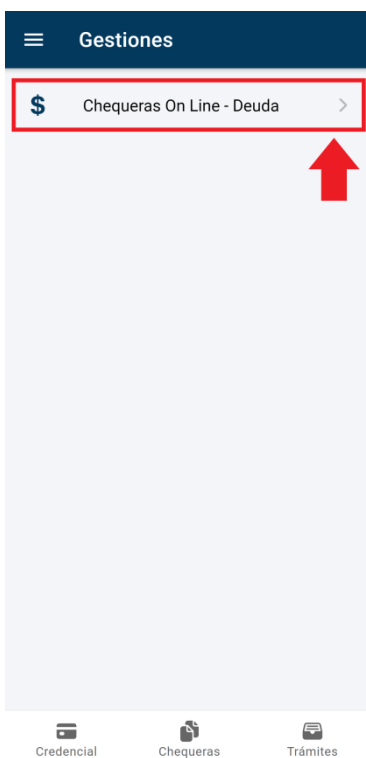 Gestiones
$ Chequeras On Line - Deuda
Credencial Chequeras Trámites